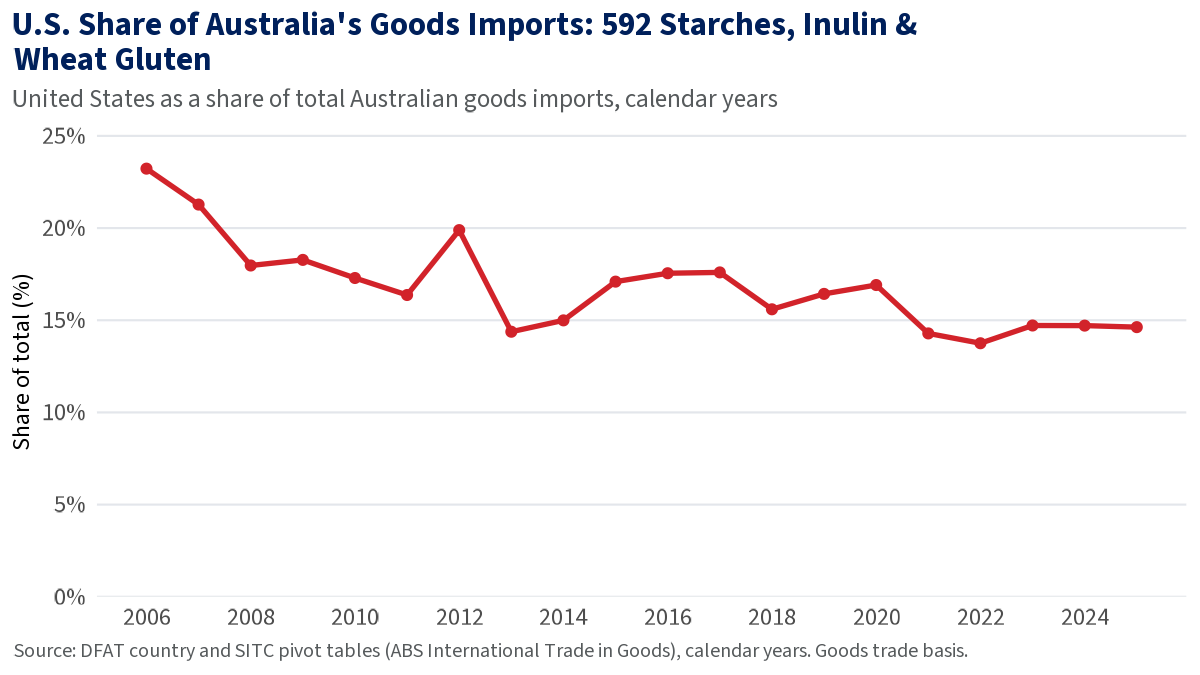 U.S. Share of Australia's Goods Imports: 592 Starches, Inulin &
Wheat Gluten
United States as a share of total Australian goods imports, calendar years
Share of total (%)
25%
20%
15%
10%
5%
0%
2006 2008 2010 2012 2014 2016 2018 2020 2022 2024
Source: DFAT country and SITC pivot tables (ABS International Trade in Goods), calendar years. Goods trade basis.